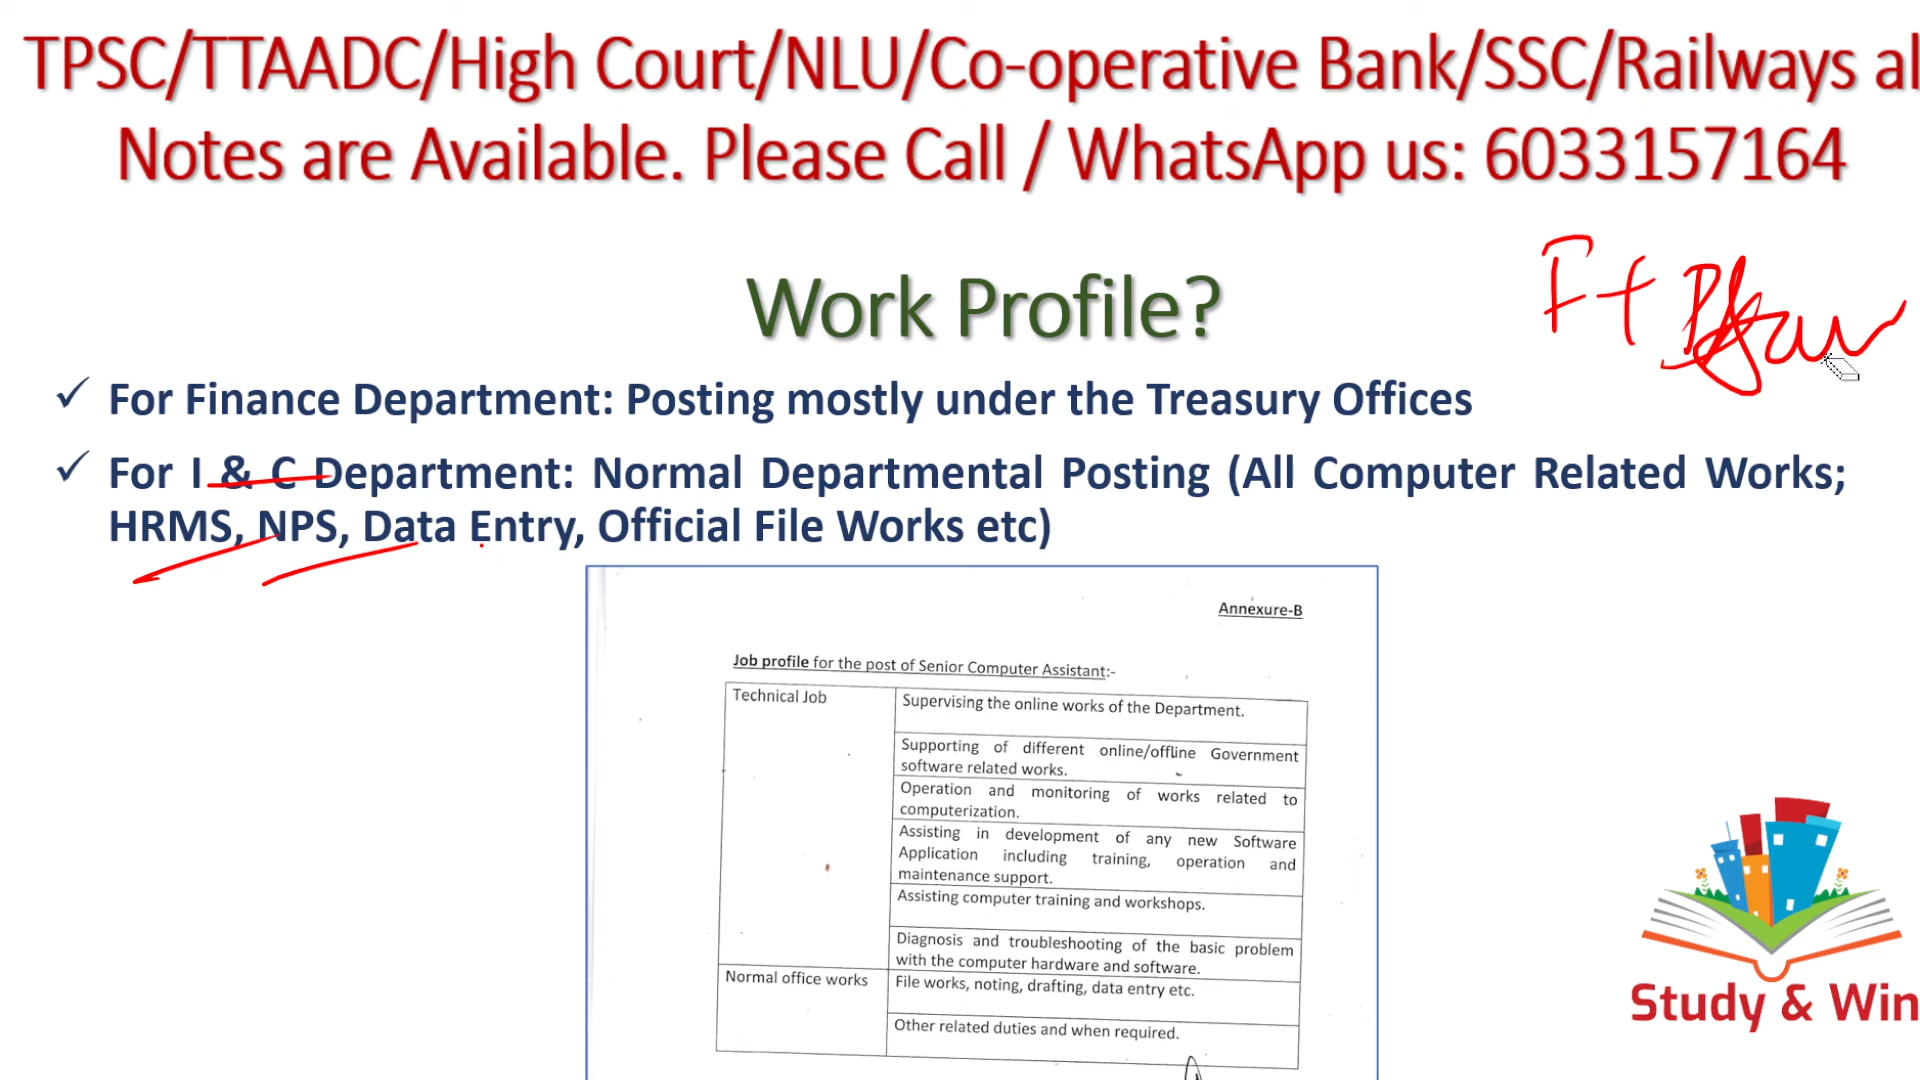 TPSC/TTAADC/High Court/NLU/Co-operative Bank/SSC/Railways al
Notes are Available. Please Call / WhatsApp us: 6033157164
Work Profile?
✓ For Finance Department: Posting mostly under the Treasury Offices
✓ For I & C Department: Normal Departmental Posting (All Computer Related Works;
HRMS, NPS, Data Entry, Official File Works etc)
Annexure-B
Job profile for the post of Senior Computer Assistant:-
Technical Job
Supervising the online works of the Department.
Supporting of different online/offline Government
software related works.
Operation and monitoring of works related to
computerization.
Assisting in development of any new Software
Application including training, operation and
maintenance support.
Assisting computer training and workshops.
Diagnosis and troubleshooting of the basic problem
with the computer hardware and software.
Normal office works
File works, noting, drafting, data entry etc.
Other related duties and when required.
Study & Win